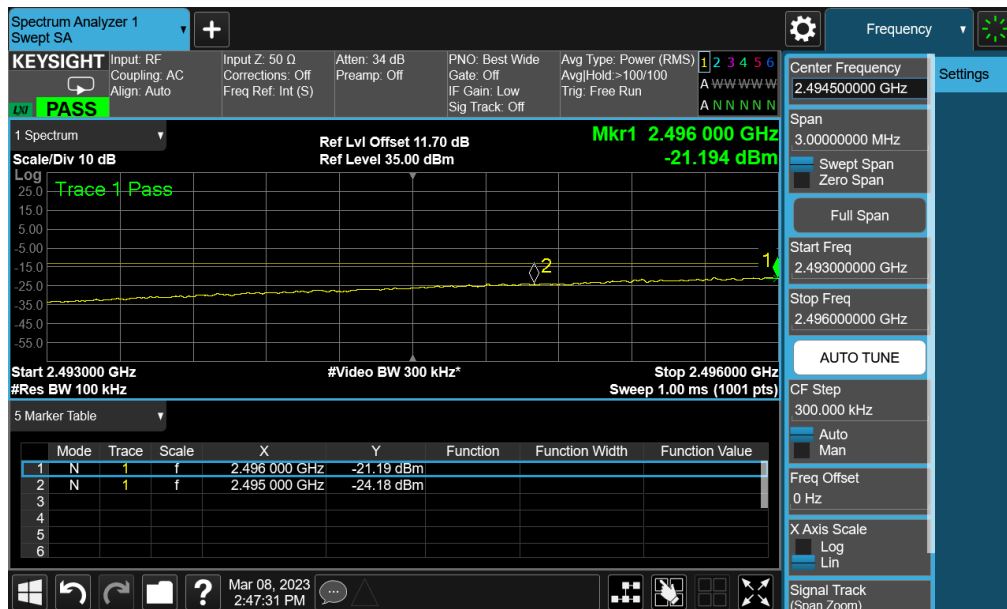 Spectrum Analyzer 1
Swept SA
+
Frequency
KEYSIGHT
Input: RF
Coupling: AC
Align: Auto
Input Z: 50 Ω
Corrections: Off
Freq Ref: Int (S)
Atten: 34 dB
Preamp: Off
PNO: Best Wide
Gate: Off
IF Gain: Low
Sig Track: Off
Avg Type: Power (RMS)
Avg|Hold:>100/100
Trig: Free Run
1 2 3 4 5 6
A W W W W W
A N N N N N
LXI
PASS
1 Spectrum
Scale/Div 10 dB
Ref Lvl Offset 11.70 dB
Ref Level 35.00 dBm
Mkr1 2.496 000 GHz
-21.194 dBm
Log
Trace 1 Pass
25.0
15.0
5.00
-5.00
-15.0
-25.0
-35.0
-45.0
-55.0
2
1
Start 2.493000 GHz
#Video BW 300 kHz*
Stop 2.496000 GHz
#Res BW 100 kHz
Sweep 1.00 ms (1001 pts)
5 Marker Table
Mode Trace Scale X Y Function Function Width Function Value
1 N 1 f 2.496 000 GHz -21.19 dBm
2 N 1 f 2.495 000 GHz -24.18 dBm
3
4
5
6
?
Mar 08, 2023
2:47:31 PM
Center Frequency
2.494500000 GHz
Settings
Span
3.00000000 MHz
Swept Span
Zero Span
Full Span
Start Freq
2.493000000 GHz
Stop Freq
2.496000000 GHz
AUTO TUNE
CF Step
300.000 kHz
Auto
Man
Freq Offset
0 Hz
X Axis Scale
Log
Lin
Signal Track
(Span Zoom)